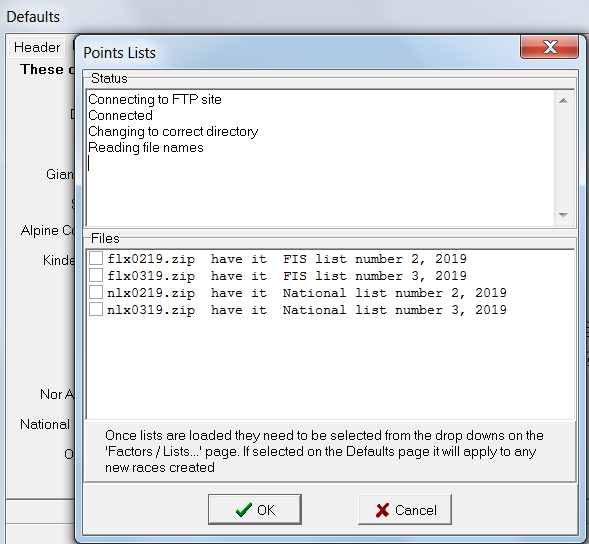 Defaults
Header
Points Lists
These
Status
Connecting to FTP site
Connected
Changing to correct directory
Reading file names
Gian
Alpine Co
Kinde
Nor A
National
Files
flx0219.zip have it FIS list number 2, 2019
flx0319.zip have it FIS list number 3, 2019
nlx0219.zip have it National list number 2, 2019
nlx0319.zip have it National list number 3, 2019
Once lists are loaded they need to be selected from the drop downs on the
'Factors / Lists...' page. If selected on the Defaults page it will apply to any
new races created
OK
Cancel